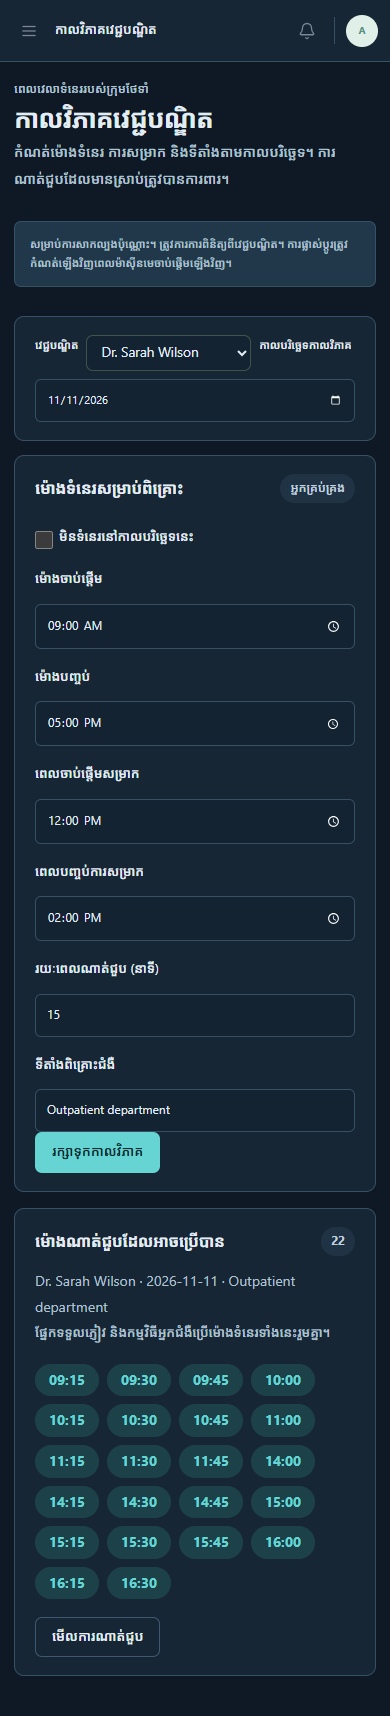 កាលវិភាគវេជ្ជបណ្ឌិត
A
ពេលវេលាទំនេររបស់ក្រុមថែទាំ
កាលវិភាគវេជ្ជបណ្ឌិត
កំណត់ម៉ោងទំនេរ ការសម្រាក និងទីតាំងតាមកាលបរិច្ឆេទ។ ការ
ណាត់ជួបដែលមានស្រាប់ត្រូវបានការពារ។
សម្រាប់ការសាកល្បងប៉ុណ្ណោះ។ ត្រូវការការពិនិត្យពីវេជ្ជបណ្ឌិត។ ការផ្លាស់ប្តូរត្រូវ
កំណត់ឡើងវិញពេលម៉ាស៊ីនមេចាប់ផ្តើមឡើងវិញ។
វេជ្ជបណ្ឌិត
Dr. Sarah Wilson
កាលបរិច្ឆេទកាលវិភាគ
11/11/2026
ម៉ោងទំនេរសម្រាប់ពិគ្រោះ
អ្នកគ្រប់គ្រង
មិនទំនេរនៅកាលបរិច្ឆេទនេះ
ម៉ោងចាប់ផ្តើម
09:00 AM
ម៉ោងបញ្ចប់
05:00 PM
ពេលចាប់ផ្តើមសម្រាក
12:00 PM
ពេលបញ្ចប់ការសម្រាក
02:00 PM
រយៈពេលណាត់ជួប (នាទី)
15
ទីតាំងពិគ្រោះជំងឺ
Outpatient department
រក្សាទុកកាលវិភាគ
ម៉ោងណាត់ជួបដែលអាចប្រើបាន
22
Dr. Sarah Wilson · 2026-11-11 · Outpatient
department
ផ្នែកទទួលភ្ញៀវ និងកម្មវិធីអ្នកជំងឺប្រើម៉ោងទំនេរទាំងនេះរួមគ្នា។
09:15 09:30 09:45 10:00
10:15 10:30 10:45 11:00
11:15 11:30 11:45 14:00
14:15 14:30 14:45 15:00
15:15 15:30 15:45 16:00
16:15 16:30
មើលការណាត់ជួប